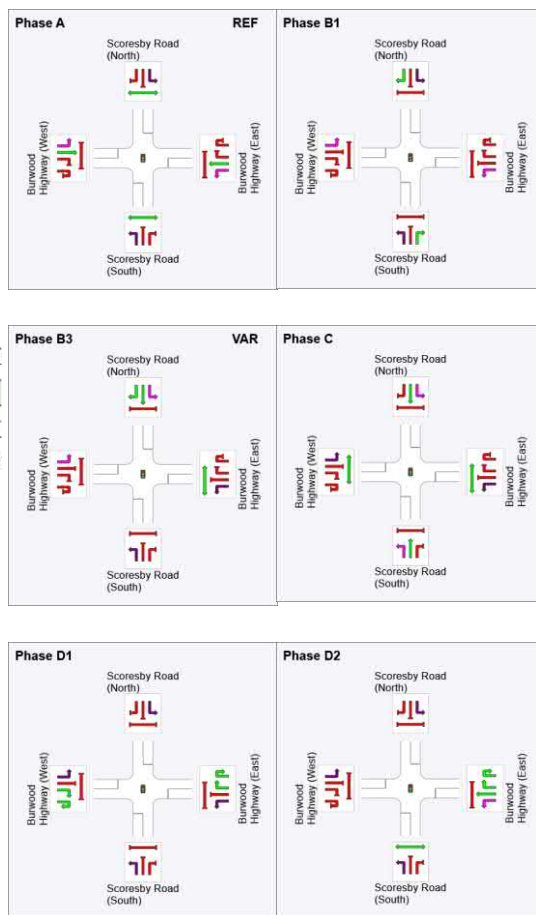 Phase A
REF
Scoresby Road
(North)
Burwood
Highway (West)
Burwood
Highway (East)
Scoresby Road
(South)
Phase B1
Scoresby Road
(North)
Burwood
Highway (West)
Burwood
Highway (East)
Scoresby Road
(South)
Phase B3
VAR
Scoresby Road
(North)
Burwood
Highway (West)
Burwood
Highway (East)
Scoresby Road
(South)
Phase C
Scoresby Road
(North)
Burwood
Highway (West)
Burwood
Highway (East)
Scoresby Road
(South)
Phase D1
Scoresby Road
(North)
Burwood
Highway (West)
Burwood
Highway (East)
Scoresby Road
(South)
Phase D2
Scoresby Road
(North)
Burwood
Highway (West)
Burwood
Highway (East)
Scoresby Road
(South)